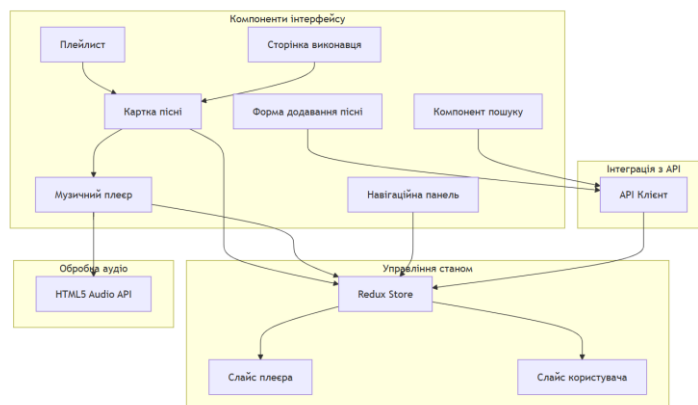 Компоненти інтерфейсу
Плейлист
Сторінка виконавця
Картка пісні
Форма додавання пісні
Компонент пошуку
Інтеграція з API
Музичний плеєр
Навігаційна панель
API Клієнт
Обробка аудіо
Управління станом
HTML5 Audio API
Redux Store
Слайс плеєра
Слайс користувача